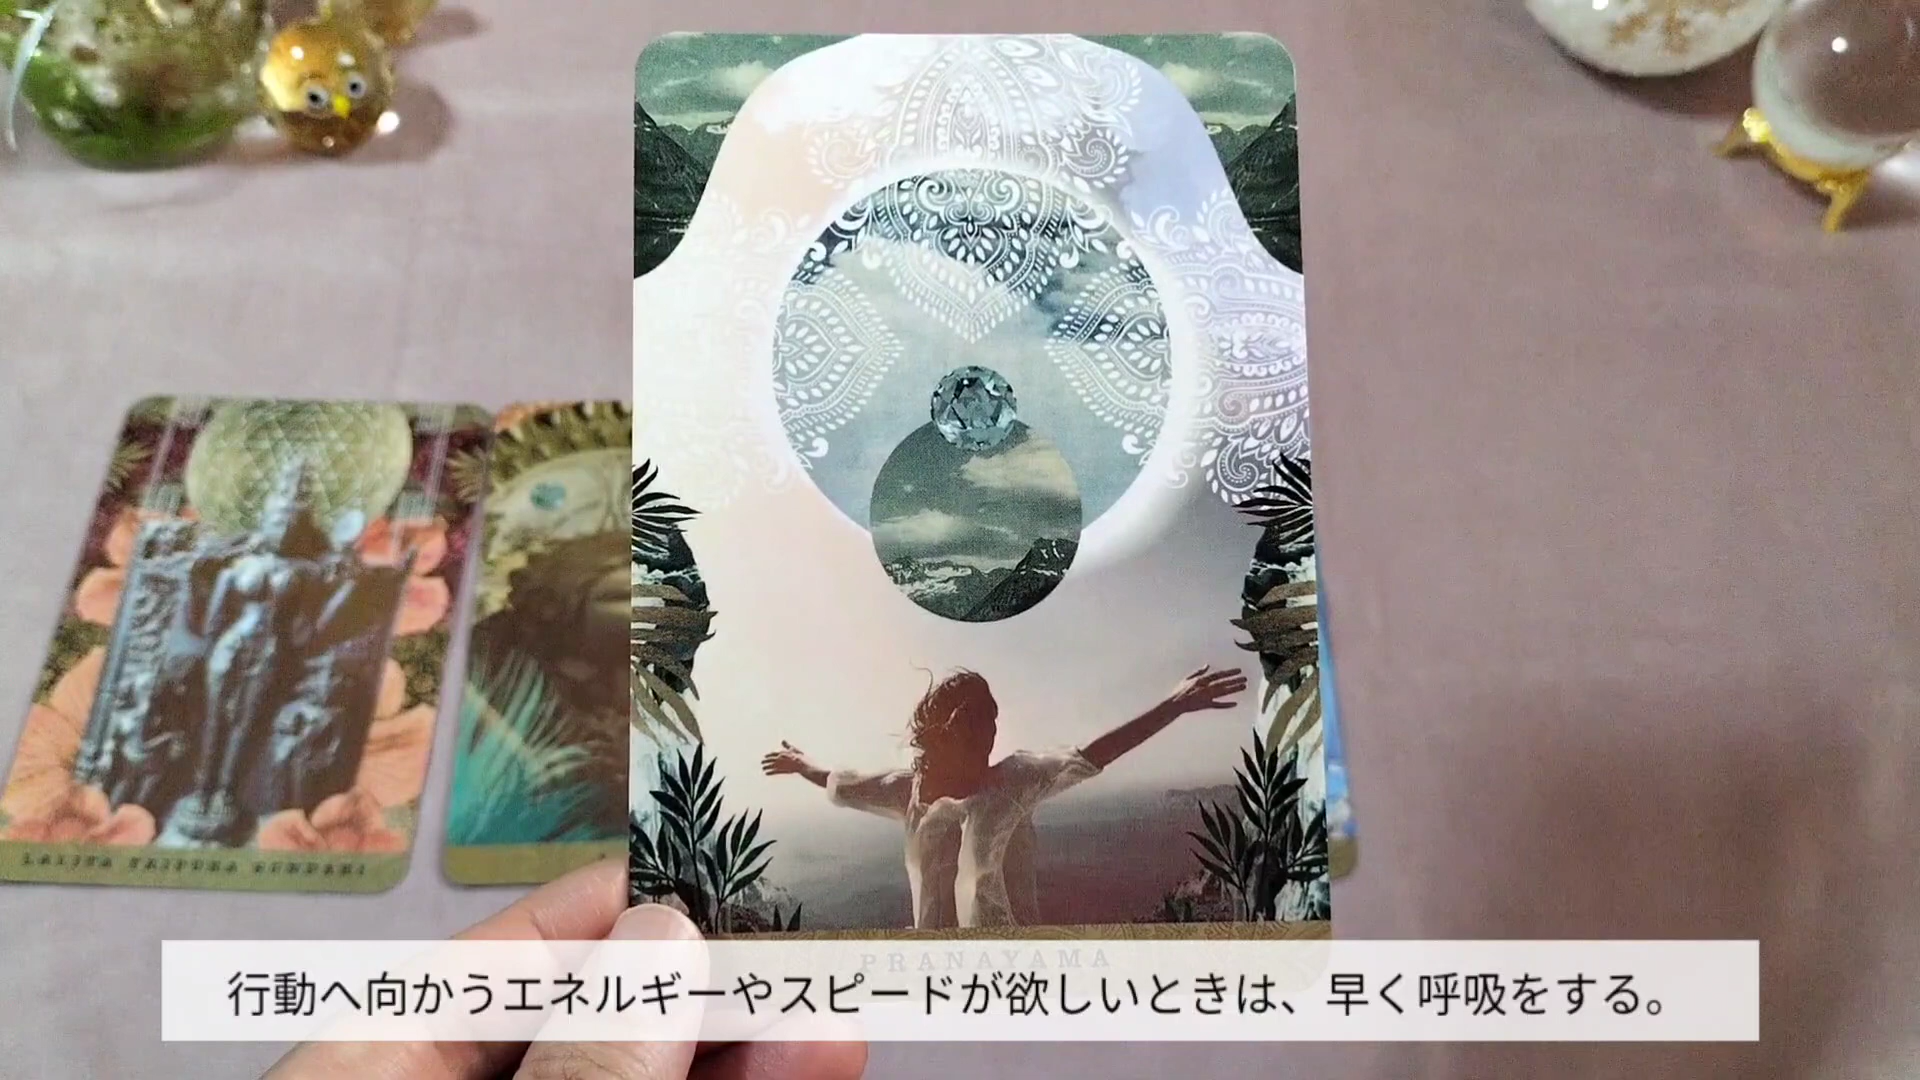 LALITA TRIPURA SUNDARI
PRANAYAMA
行動へ向かうエネルギーやスピードが欲しいときは、早く呼吸をする。